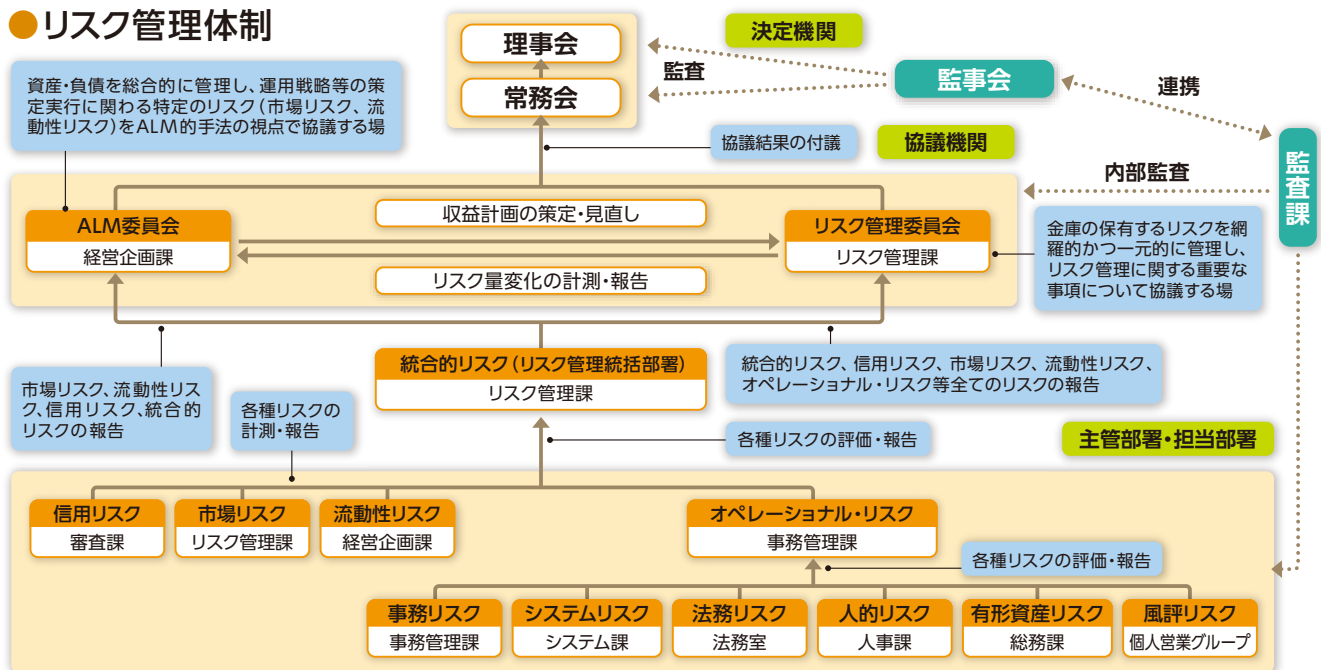 ●リスク管理体制
決定機関
理事会
常務会
監査
監事会
連携
資産・負債を総合的に管理し、運用戦略等の策
定実行に関わる特定のリスク(市場リスク、流
動性リスク)をALM的手法の視点で協議する場
協議結果の付議
協議機関
監査課
内部監査
ALM委員会
経営企画課
収益計画の策定・見直し
リスク量変化の計測・報告
リスク管理委員会
リスク管理課
金庫の保有するリスクを網
羅的かつ一元的に管理し、
リスク管理に関する重要な
事項について協議する場
統合的リスク(リスク管理統括部署)
リスク管理課
市場リスク、流動性リス
ク、信用リスク、統合的
リスクの報告
各種リスクの
計測・報告
統合的リスク、信用リスク、市場リスク、流動性リスク、
オペレーショナル・リスク等全てのリスクの報告
各種リスクの評価・報告
主管部署・担当部署
信用リスク
審査課
市場リスク
リスク管理課
流動性リスク
経営企画課
オペレーショナル・リスク
事務管理課
各種リスクの評価・報告
事務リスク
事務管理課
システムリスク
システム課
法務リスク
法務室
人的リスク
人事課
有形資産リスク
総務課
風評リスク
個人営業グループ